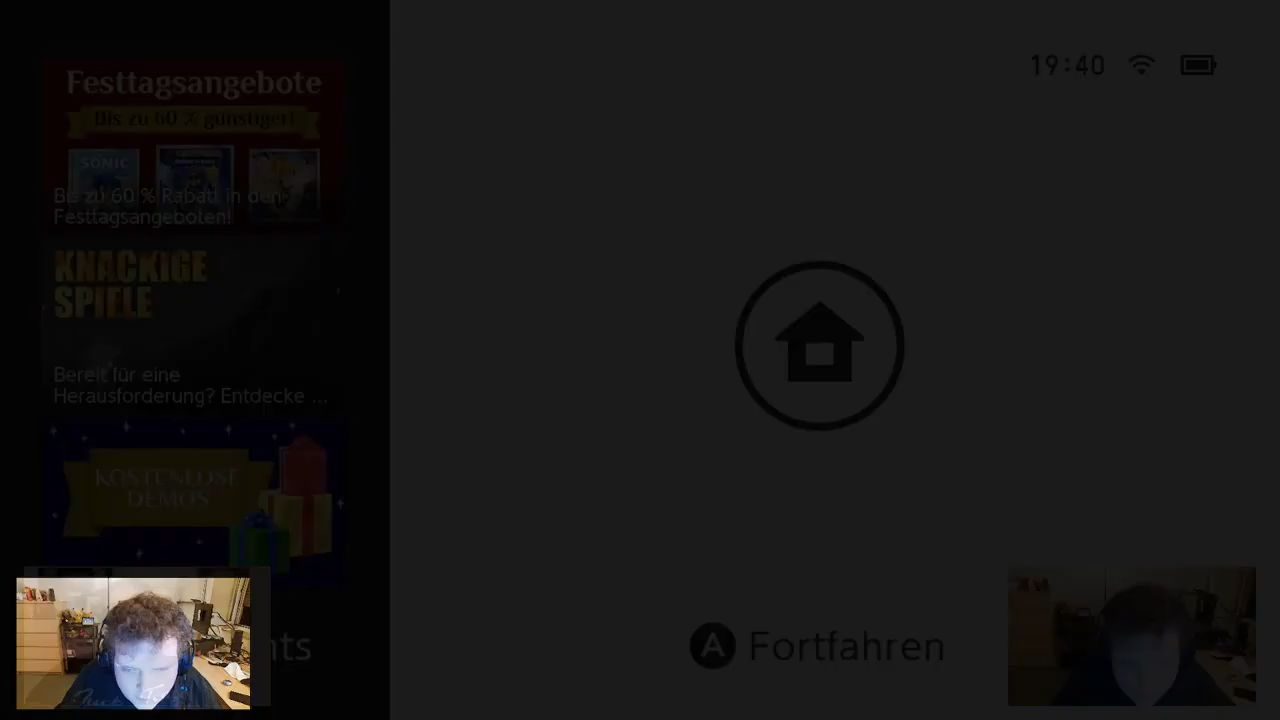 Festtagsangebote
Bis zu 60 % günstiger!
SONIC
Bis zu 60 % Rabatt in den
Festtagsangeboten!
KNACKIGE
SPIELE
Bereit für eine
Herausforderung? Entdecke ...
KOSTENLOSE
DEMOS
nts
19:40
A Fortfahren